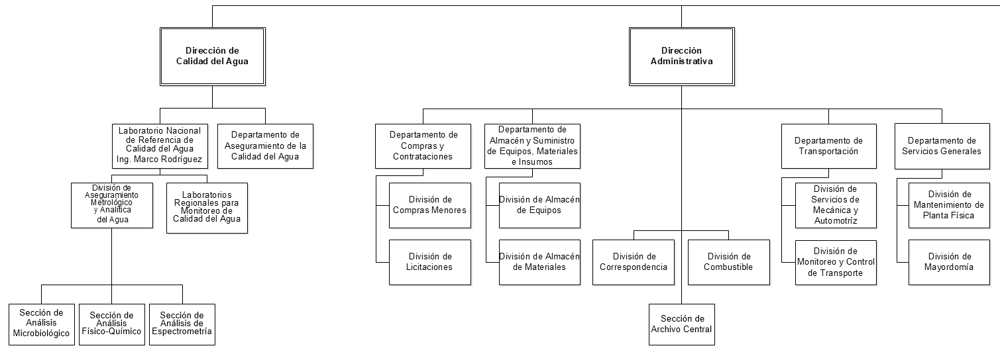 Dirección de
Calidad del Agua
Dirección
Administrativa
Laboratorio Nacional
de Referencia de
Calidad del Agua
Ing. Marco Rodríguez
Departamento de
Aseguramiento de la
Calidad del Agua
Departamento de
Compras y
Contrataciones
Departamento de
Almacén y Suministro
de Equipos, Materiales
e Insumos
Departamento de
Transportación
Departamento de
Servicios Generales
División de
Aseguramiento
Metrológico
y Analítica
del Agua
Laboratorios
Regionales para
Monitoreo de
Calidad del Agua
División de
Compras Menores
División de Almacén
de Equipos
División de
Servicios de
Mecánica y
Automotríz
División de
Mantenimiento de
Planta Física
División de
Licitaciones
División de Almacén
de Materiales
División de
Correspondencia
División de
Combustible
División de
Monitoreo y Control
de Transporte
División de
Mayordomía
Sección de
Análisis
Microbiológico
Sección de
Análisis
Físico-Químico
Sección de
Análisis de
Espectrometría
Sección de
Archivo Central